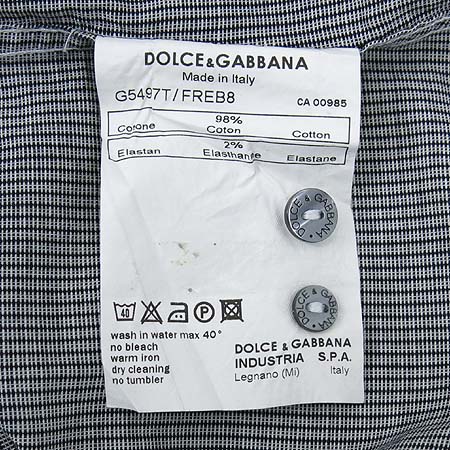 DOLCE&GABBANA
Made in Italy
G5497T/FREB8 CA 00985
98%
Cotone Coton Cotton
2%
Elastan Elasthane Elastane
DOLCE & GABBANA
DOLCE & GABBANA
40 P
wash in water max 40°
no bleach
warm iron
dry cleaning
no tumbler
DOLCE & GABBANA
INDUSTRIA S.P.A.
Legnano (Mi) Italy